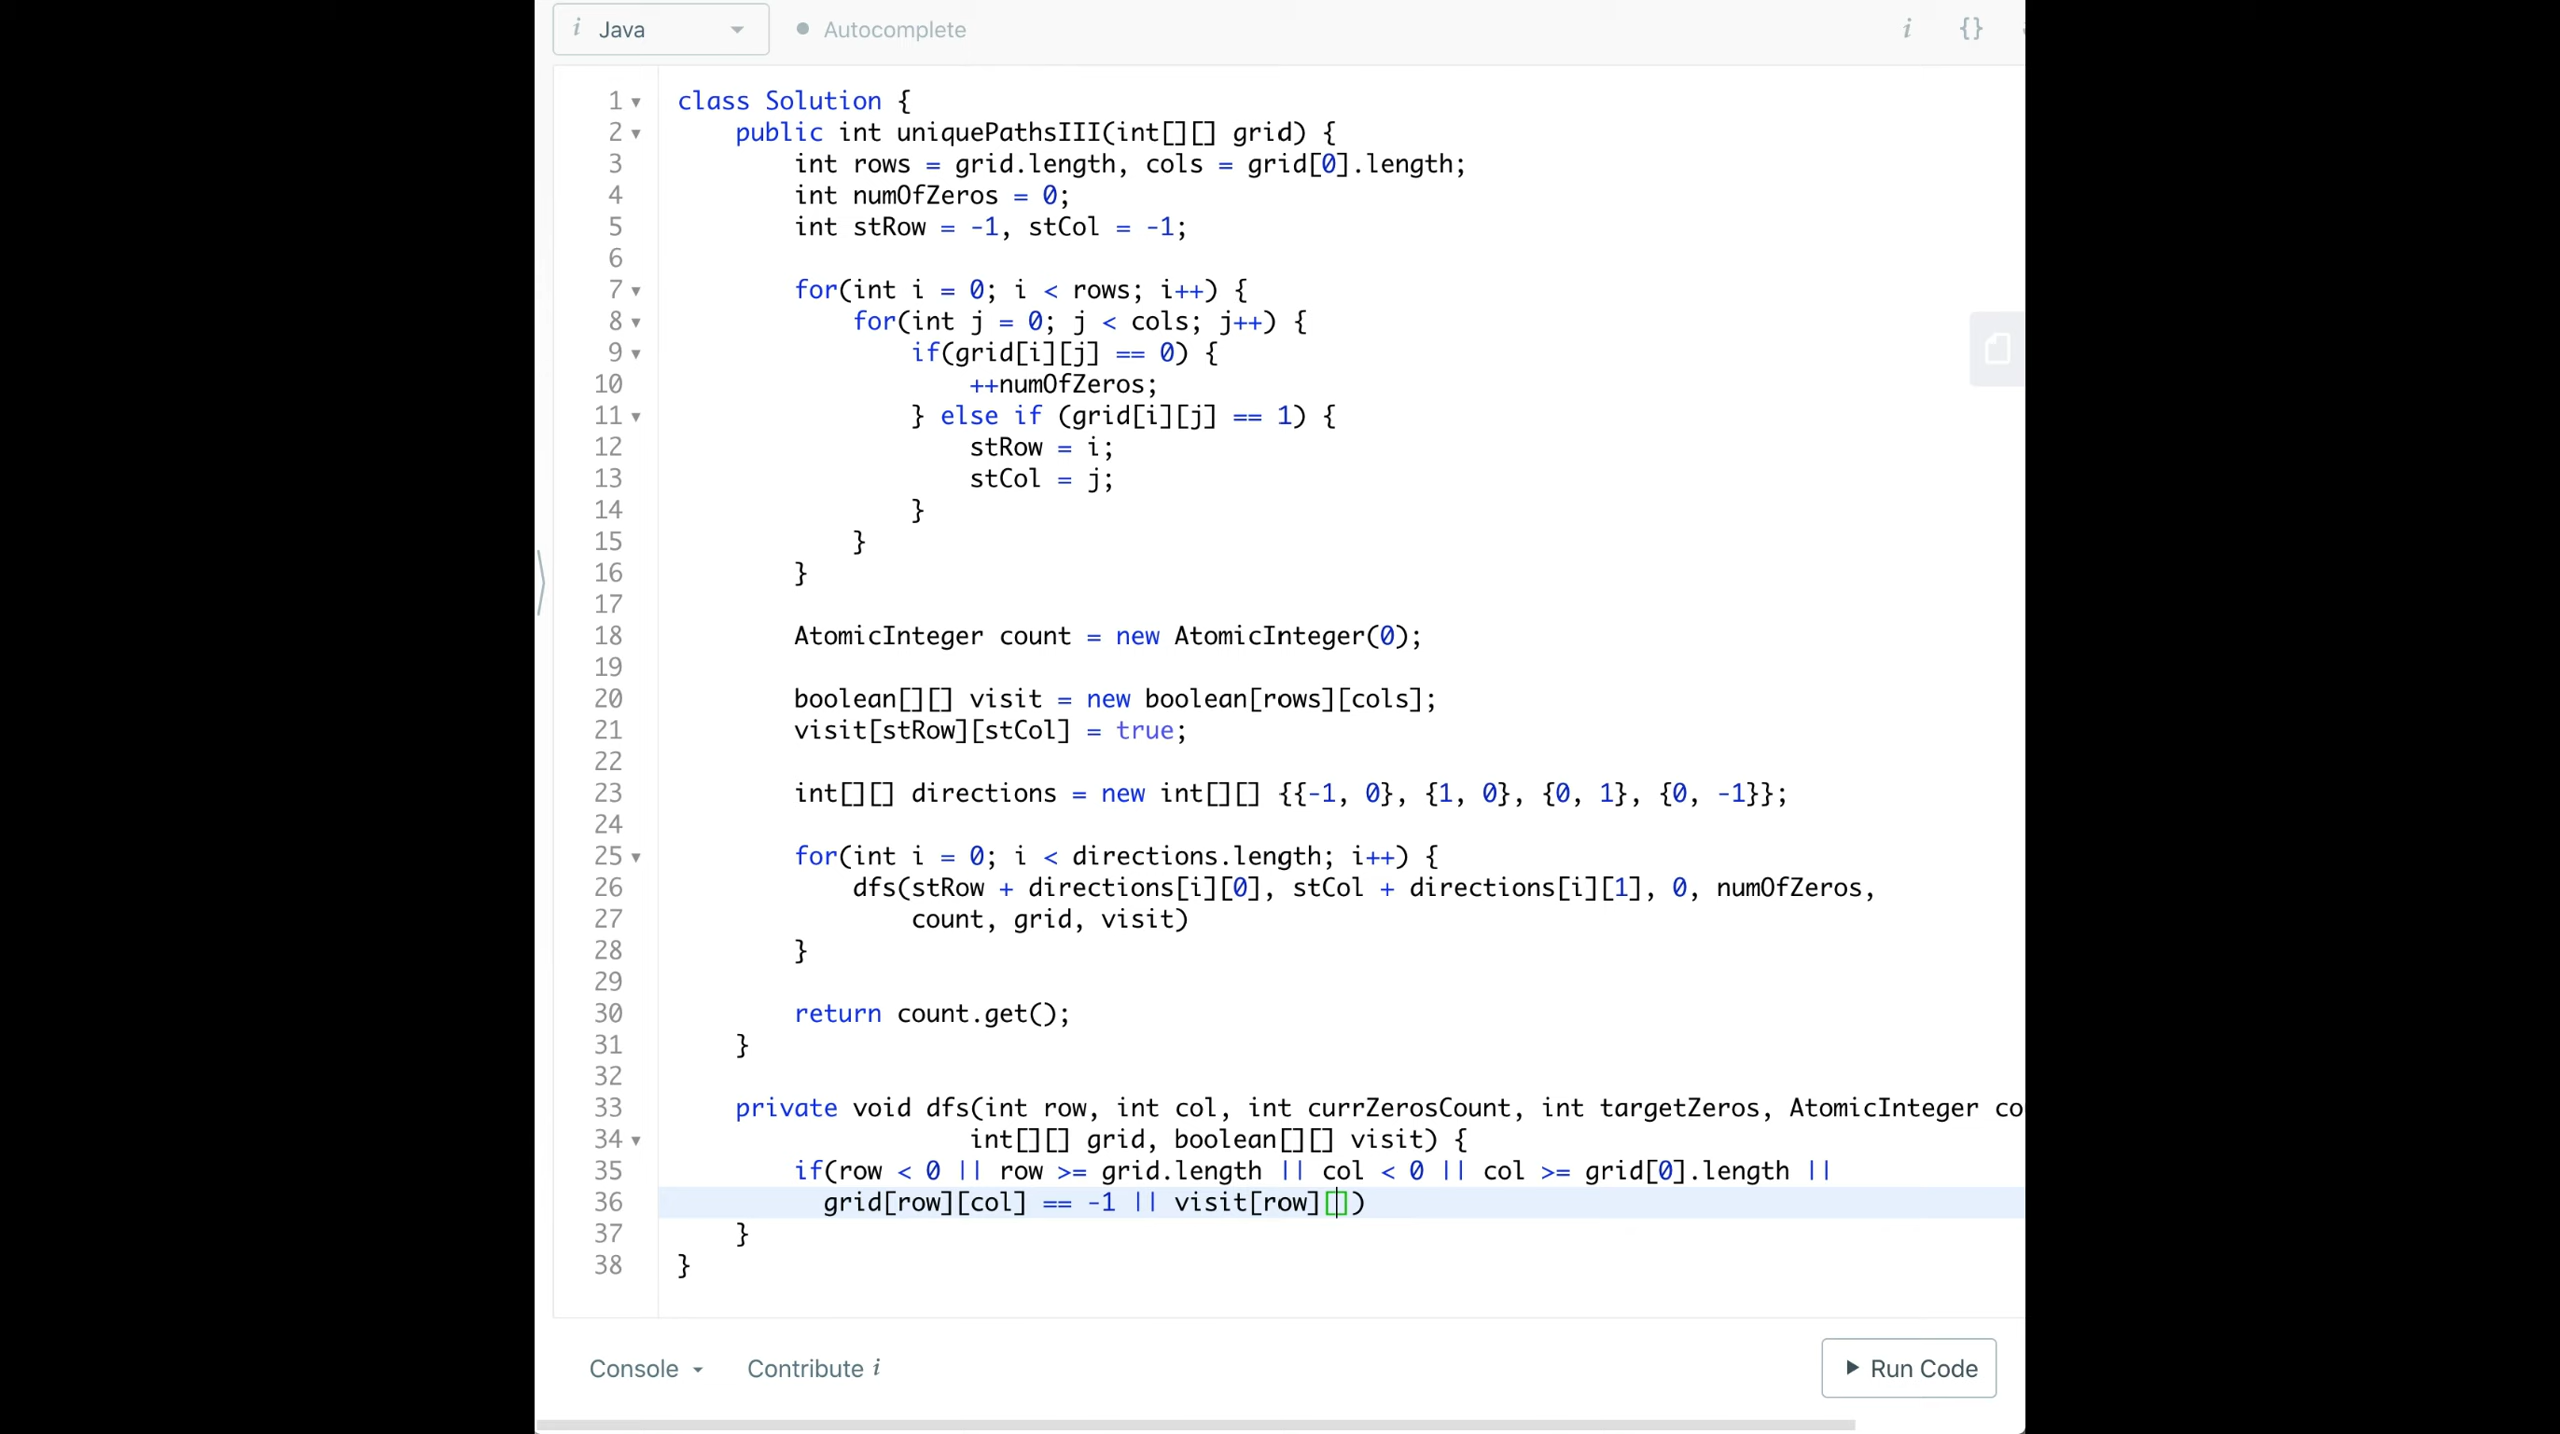 i Java
Autocomplete
i {}
1 class Solution {
2 public int uniquePathsIII(int[][] grid) {
3 int rows = grid.length, cols = grid[0].length;
4 int numOfZeros = 0;
5 int stRow = -1, stCol = -1;
6
7 for(int i = 0; i < rows; i++) {
8 for(int j = 0; j < cols; j++) {
9 if(grid[i][j] == 0) {
10 ++numOfZeros;
11 } else if (grid[i][j] == 1) {
12 stRow = i;
13 stCol = j;
14 }
15 }
16 }
17
18 AtomicInteger count = new AtomicInteger(0);
19
20 boolean[][] visit = new boolean[rows][cols];
21 visit[stRow][stCol] = true;
22
23 int[][] directions = new int[][] {{-1, 0}, {1, 0}, {0, 1}, {0, -1}};
24
25 for(int i = 0; i < directions.length; i++) {
26 dfs(stRow + directions[i][0], stCol + directions[i][1], 0, numOfZeros,
27 count, grid, visit)
28 }
29
30 return count.get();
31 }
32
33 private void dfs(int row, int col, int currZerosCount, int targetZeros, AtomicInteger co
34 int[][] grid, boolean[][] visit) {
35 if(row < 0 || row >= grid.length || col < 0 || col >= grid[0].length ||
36 grid[row][col] == -1 || visit[row][])
37 }
38 }
Console
Contribute i
Run Code